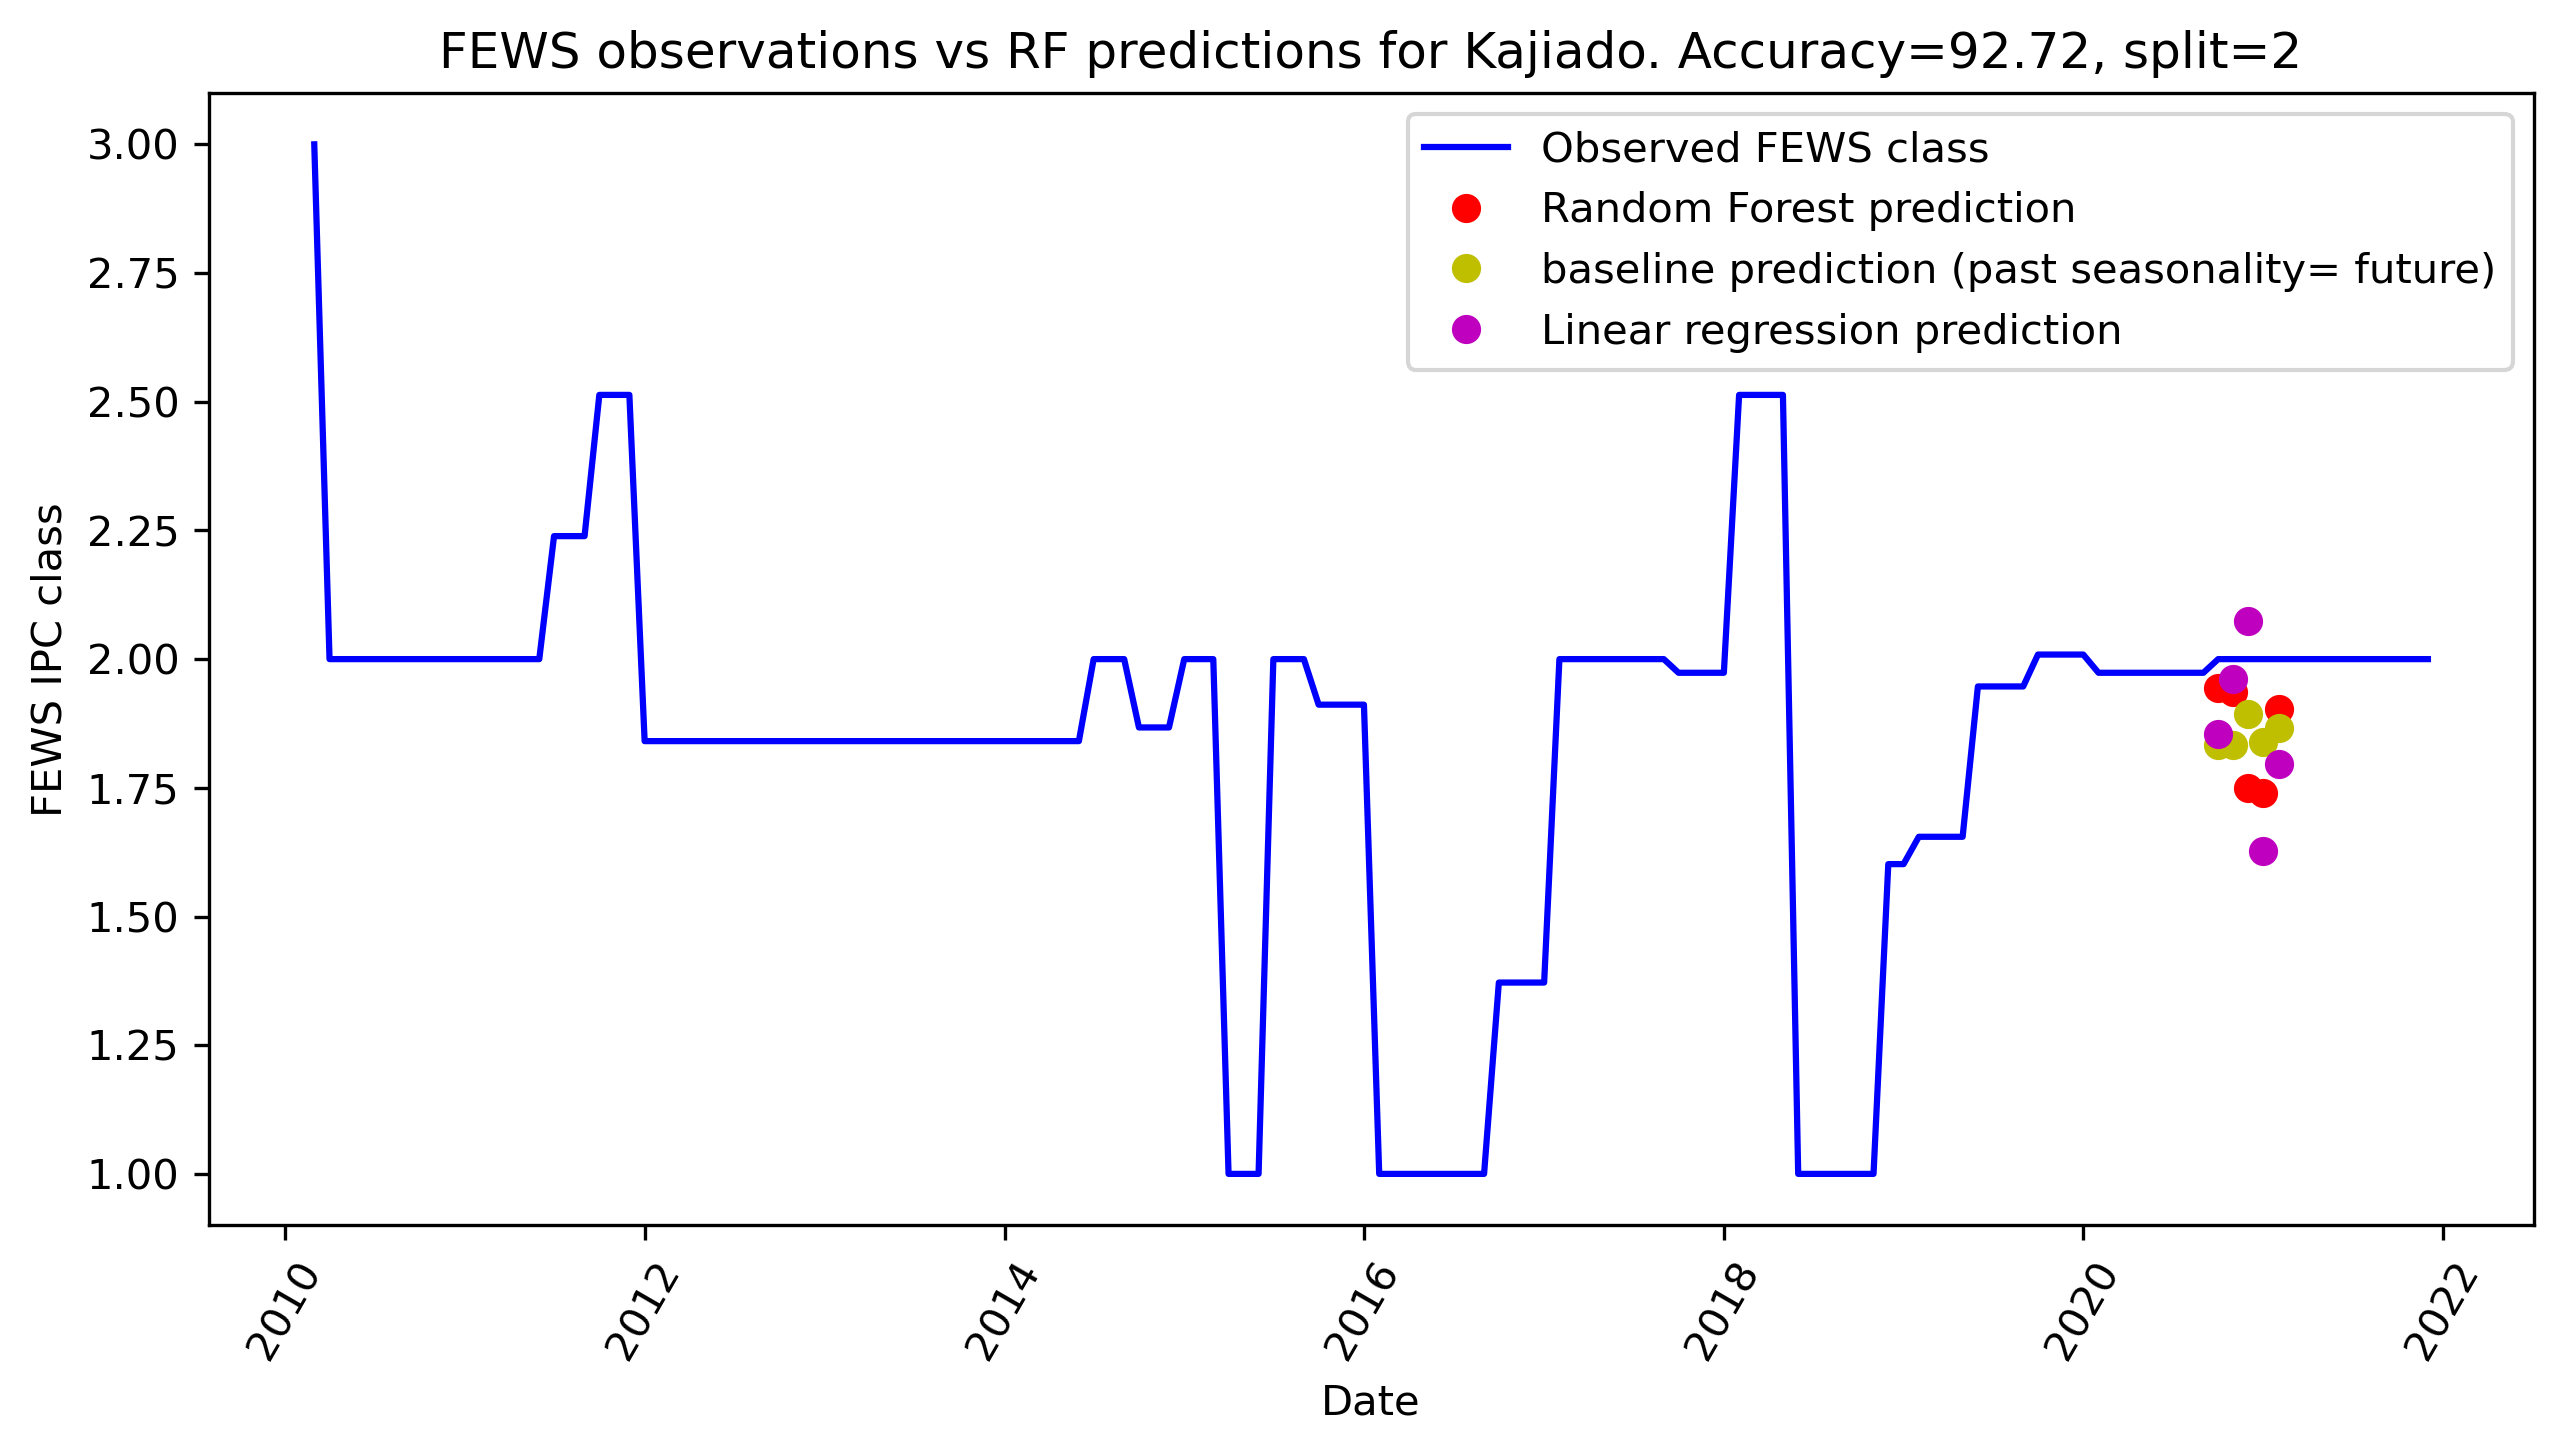 FEWS observations vs RF predictions for Kajiado. Accuracy=92.72, split=2
Observed FEWS class
Random Forest prediction
baseline prediction (past seasonality= future)
Linear regression prediction
FEWS IPC class
3.00
2.75
2.50
2.25
2.00
1.75
1.50
1.25
1.00
2010
2012
2014
2016
2018
2020
2022
Date